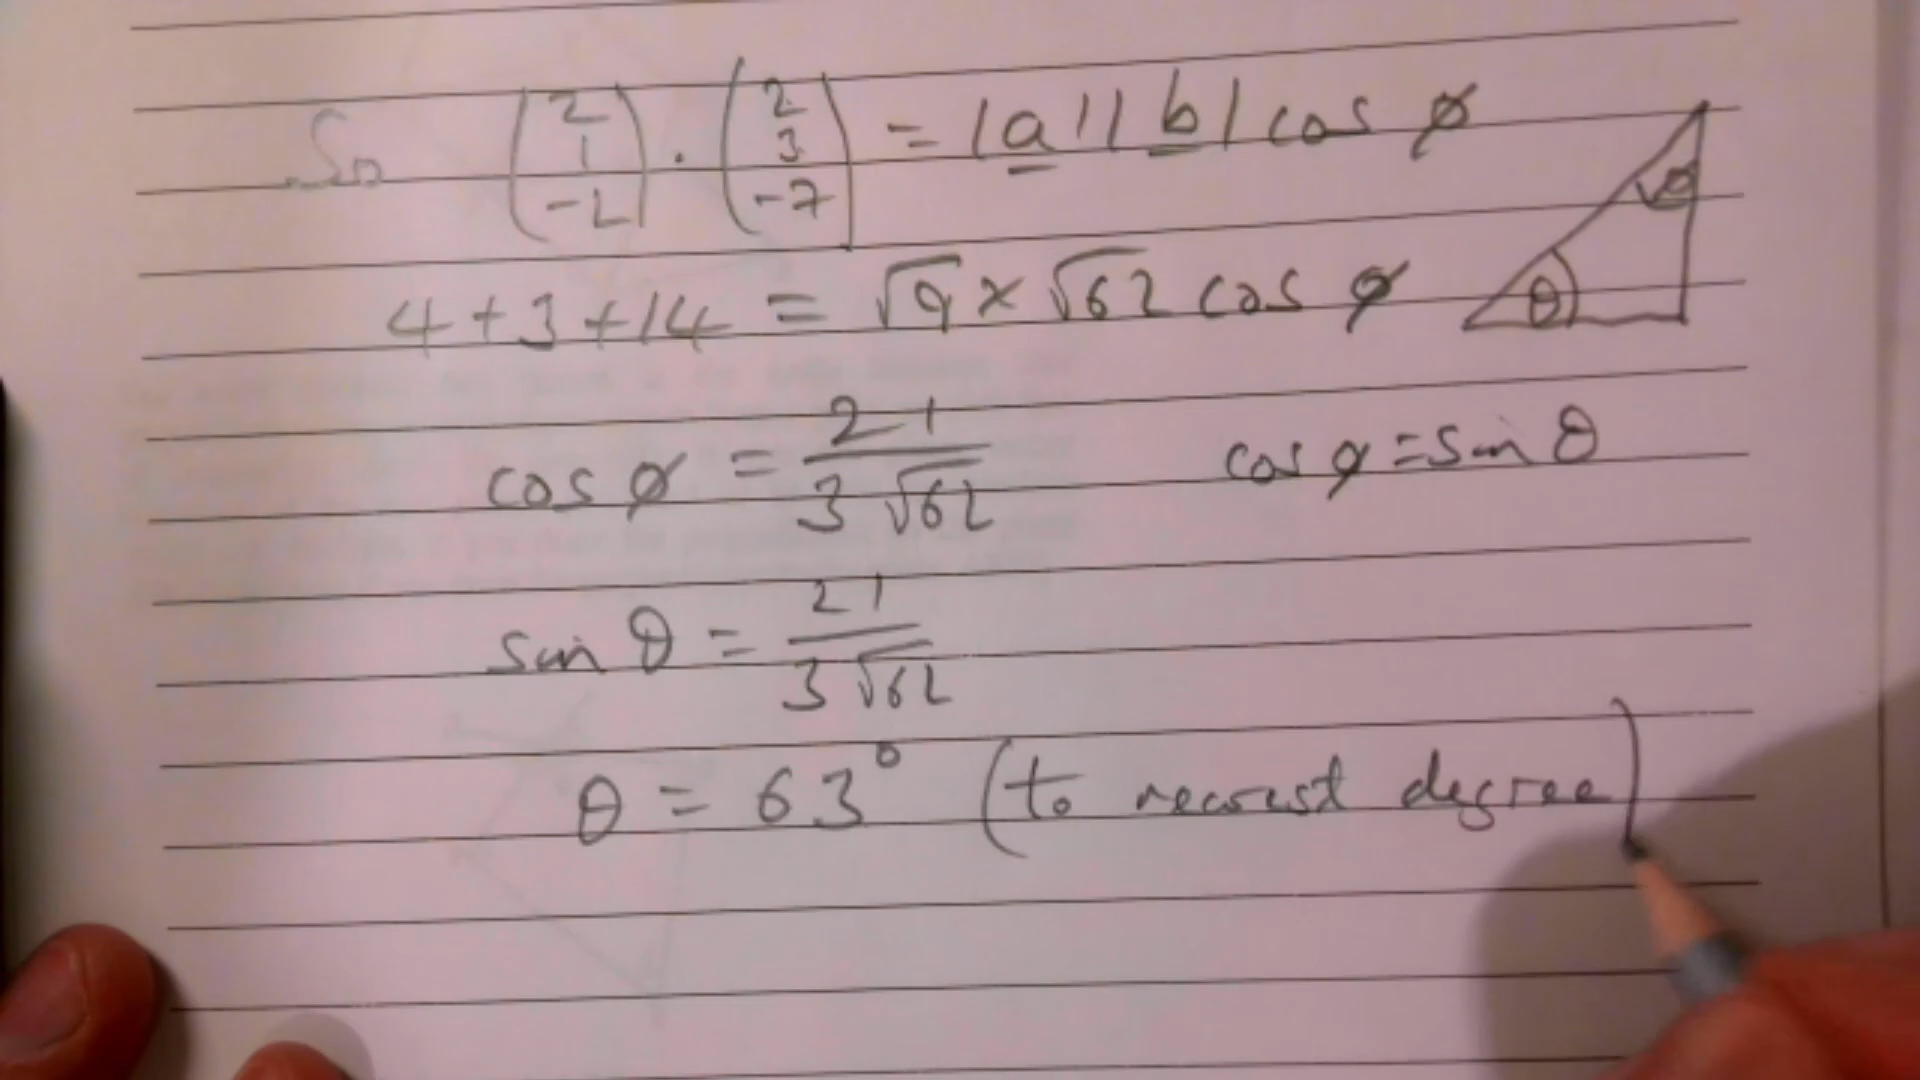 So (2 1 -2) . (2 3 -7) = |a||b| cos φ
4 + 3 + 14 = √9 × √62 cos φ
θ
cos φ = 21 / 3√62
cos φ = sin θ
sin θ = 21 / 3√62
θ = 63° (to nearest degree)